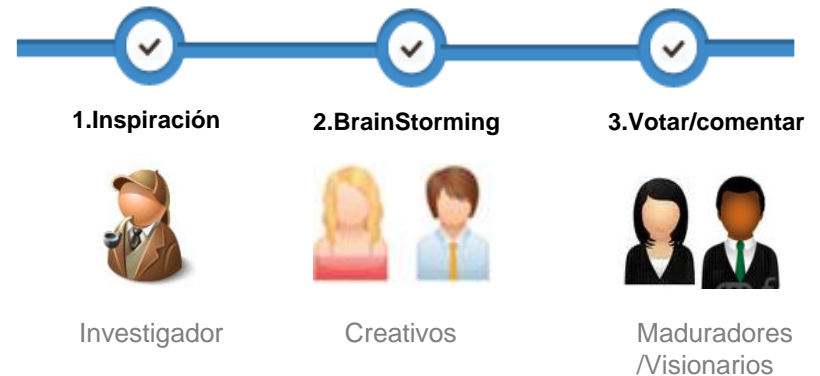 1.Inspiración
2.BrainStorming
3.Votar/comentar
Investigador
Creativos
Maduradores
/Visionarios